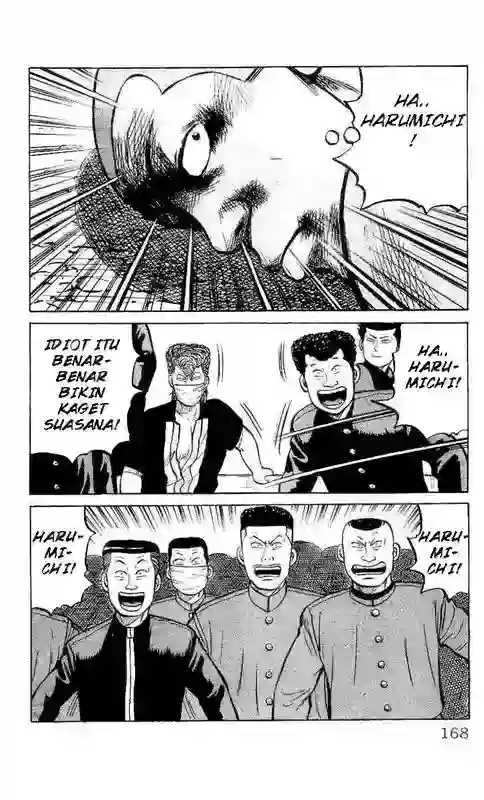 HA..
HARUMICHI
!
IDIOT ITU
BENAR-
BENAR
BIKIN
KAGET
SUASANA!
HA..
HARU-
MICHI!
HARU-
MI-
CHI!
HARU-
MI-
CHI!
168